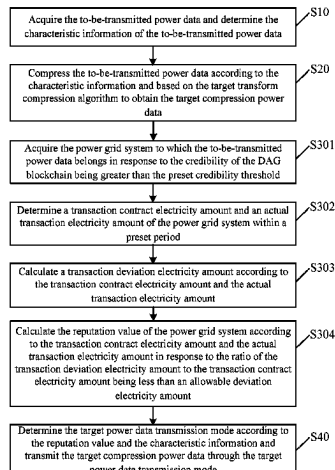 Acquire the to-be-transmitted power data and determine the
characteristic information of the to-be-transmitted power data
S10
Compress the to-be-transmitted power data according to the
characteristic information and based on the target transform
compression algorithm to obtain the target compression power
data
S20
Acquire the power grid system to which the to-be-transmitted
power data belongs in response to the credibility of the DAG
blockchain being greater than the preset credibility threshold
S301
Determine a transaction contract electricity amount and an actual
transaction electricity amount of the power grid system within a
preset period
S302
Calculate a transaction deviation electricity amount according to
the transaction contract electricity amount and the actual
transaction electricity amount
S303
Calculate the reputation value of the power grid system according
to the transaction contract electricity amount and the actual
transaction electricity amount in response to the ratio of the
transaction deviation electricity amount to the transaction contract
electricity amount being less than an allowable deviation
electricity amount
S304
Determine the target power data transmission mode according to
the reputation value and the characteristic information and
transmit the target compression power data through the target
power data transmission mode
S40